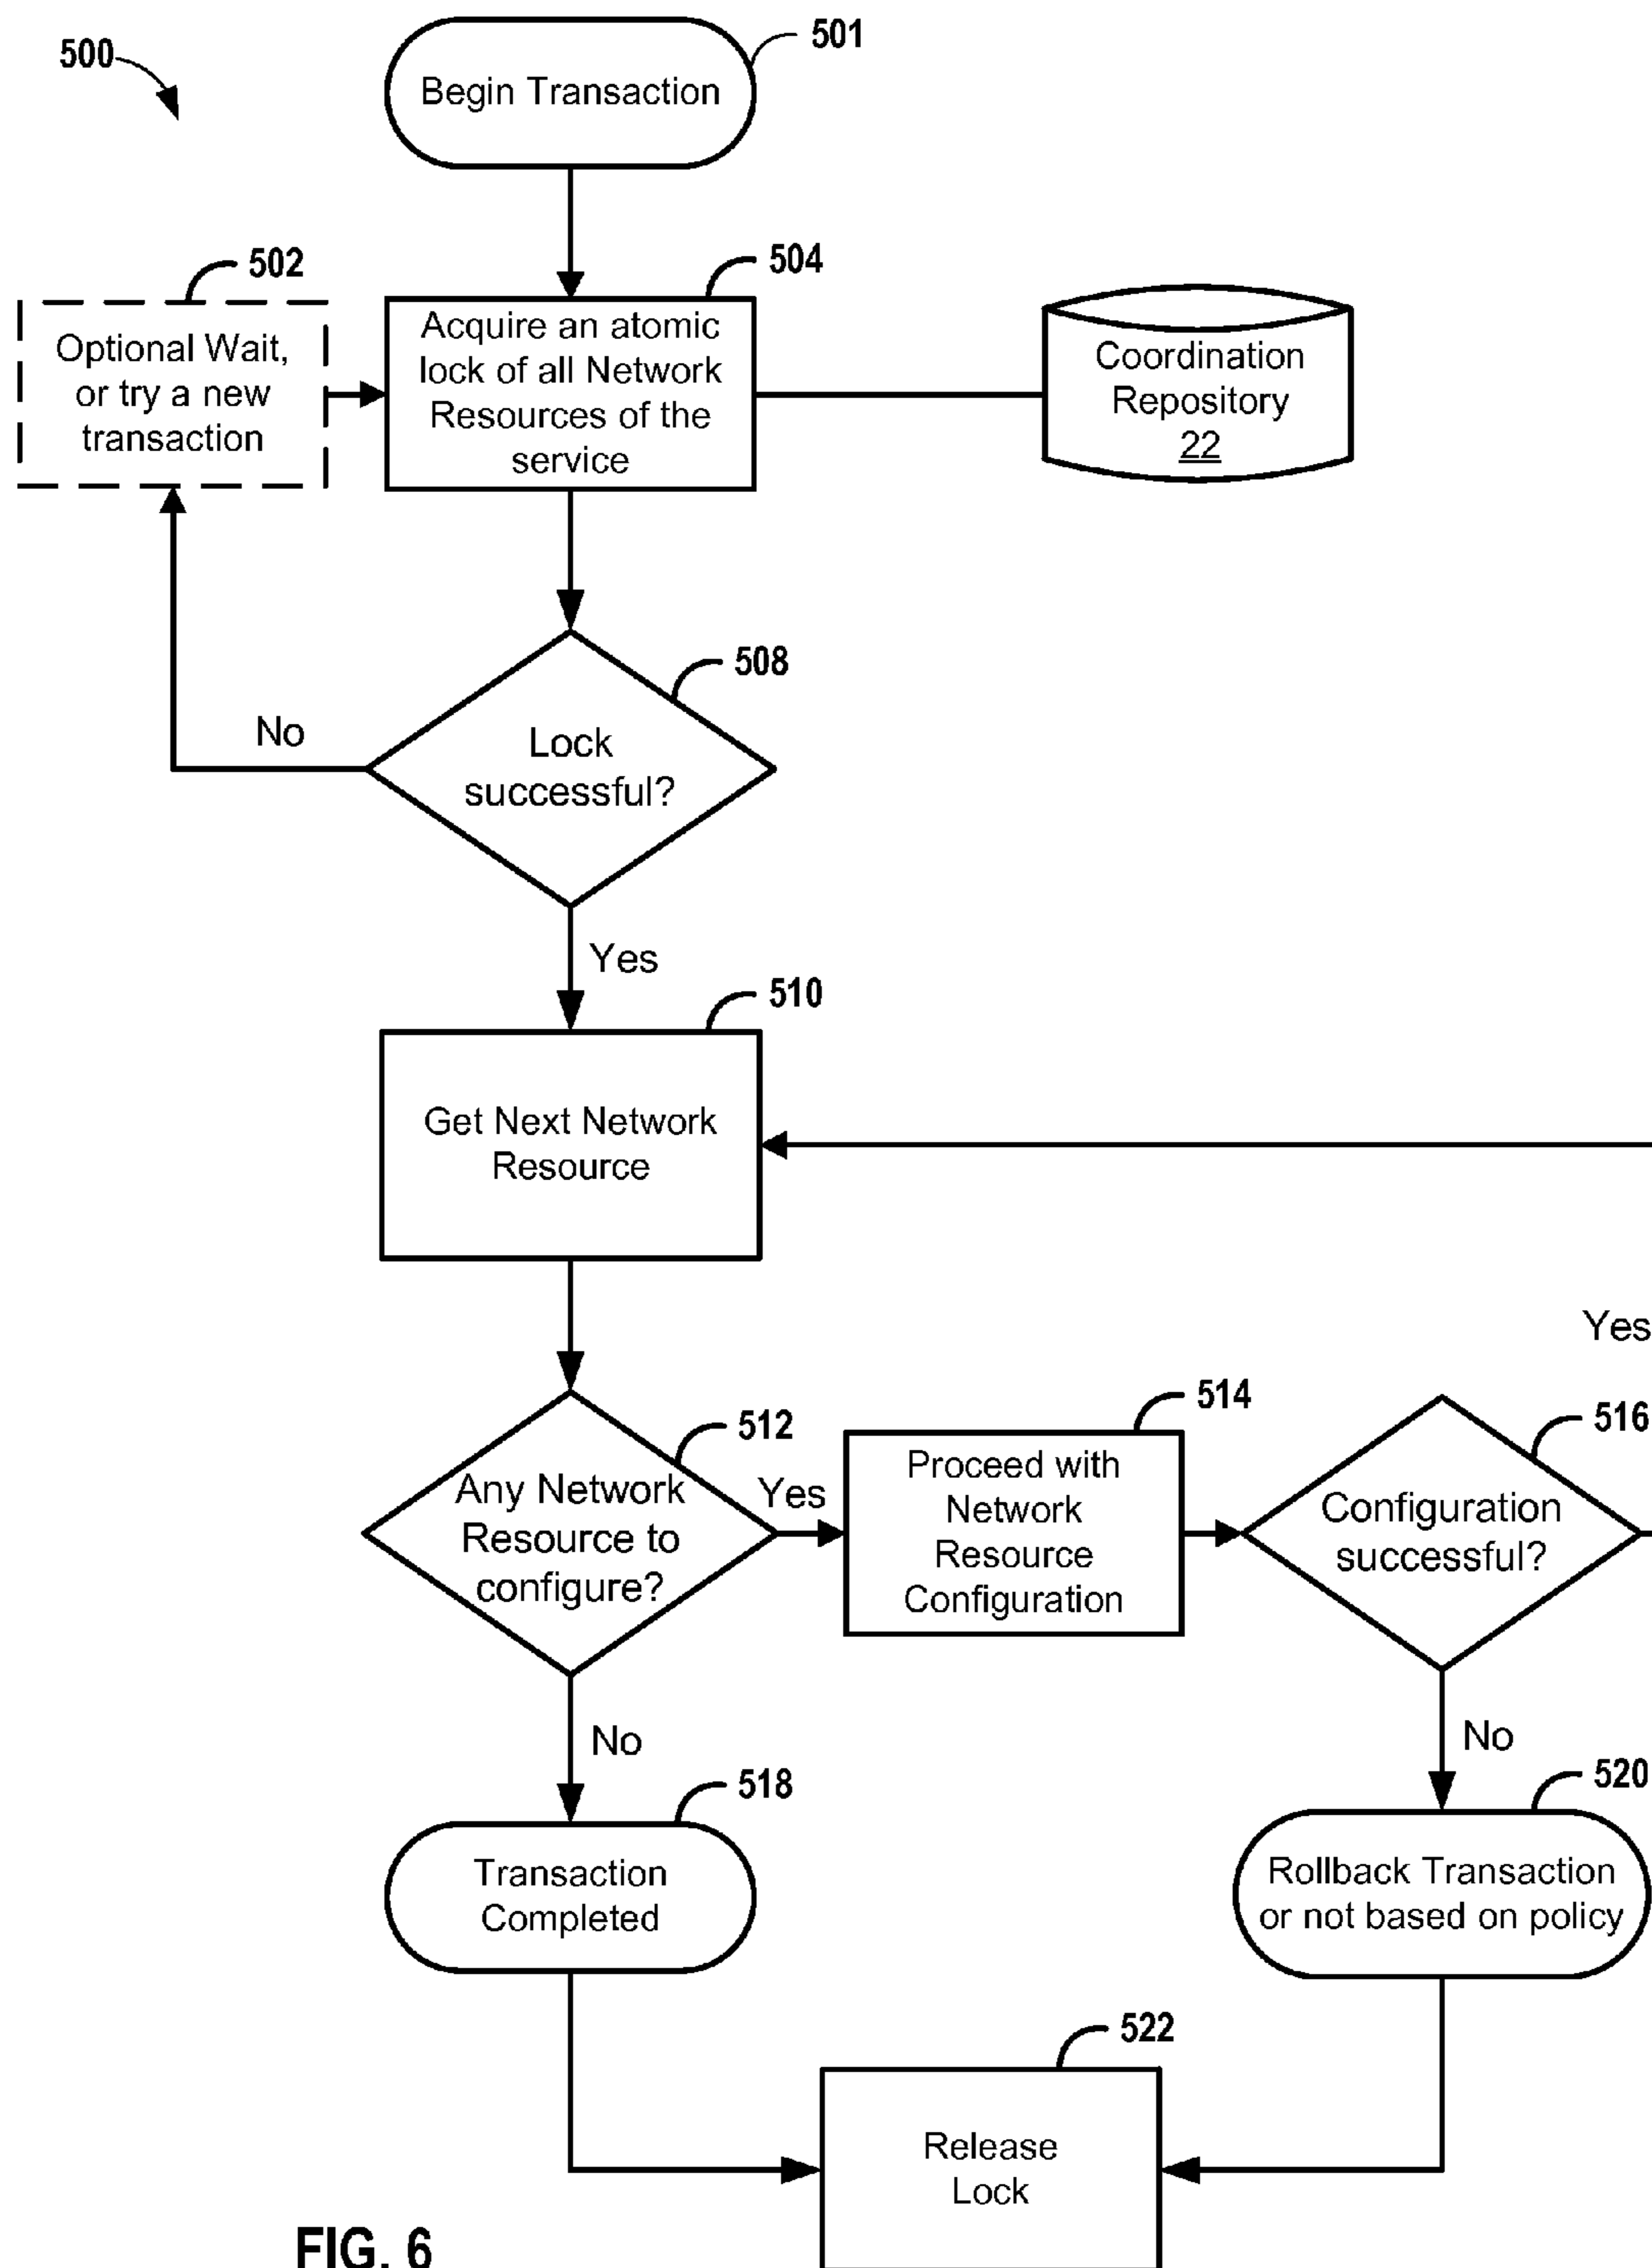 500
501
Begin Transaction
502
504
Optional Wait,
or try a new
transaction
Acquire an atomic
lock of all Network
Resources of the
service
Coordination
Repository
22
508
Lock
successful?
No
Yes
510
Get Next Network
Resource
Yes
512
Any Network
Resource to
configure?
Yes
514
Proceed with
Network
Resource
Configuration
516
Configuration
successful?
No
No
518
Transaction
Completed
520
Rollback Transaction
or not based on policy
522
Release
Lock
FIG. 6